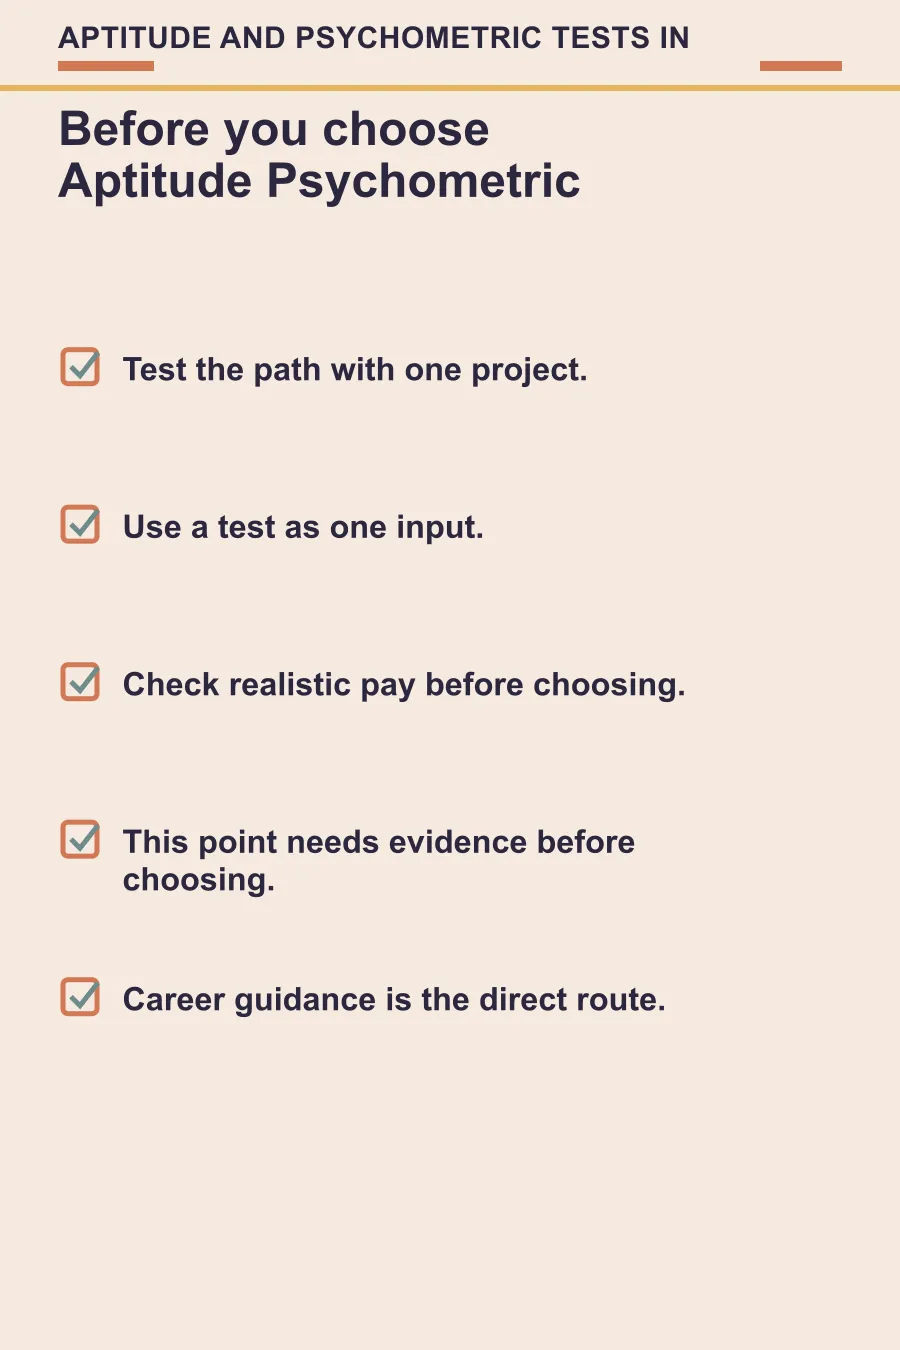 APTITUDE AND PSYCHOMETRIC TESTS IN
Before you choose
Aptitude Psychometric
Test the path with one project.
Use a test as one input.
Check realistic pay before choosing.
This point needs evidence before
choosing.
Career guidance is the direct route.